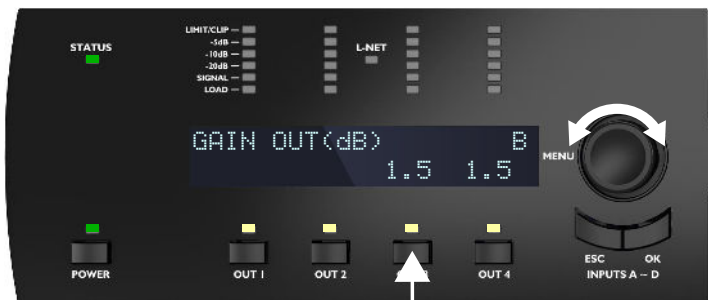 LIMIT/CLIP
-5dB
-10dB
-20dB
SIGNAL
LOAD
STATUS
L-NET
GAIN OUT(dB) B
1.5 1.5
MENU
POWER
OUT 1
OUT 2
OUT 4
ESC OK
INPUTS A – D